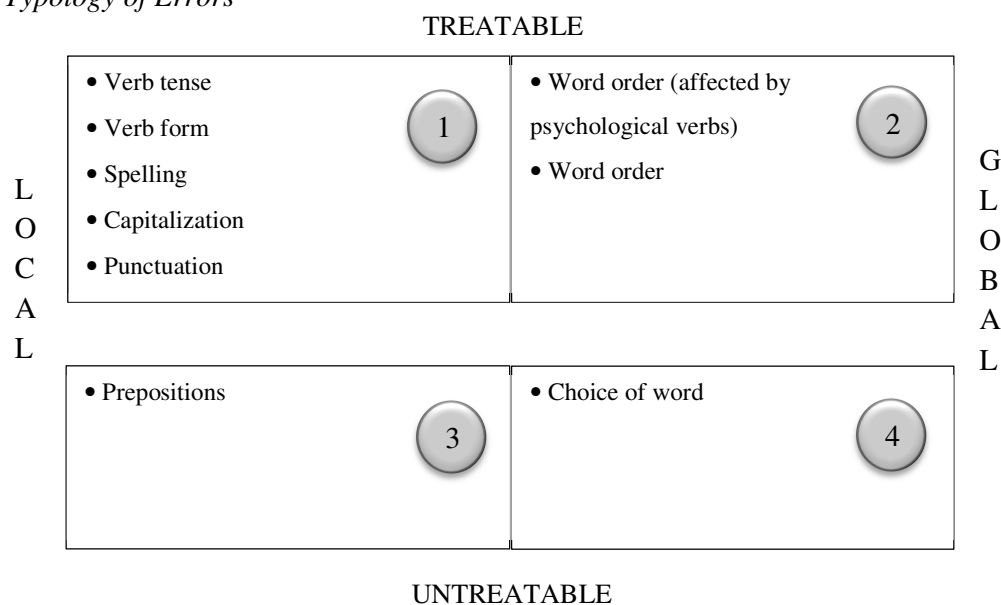 Typology of Errors
TREATABLE
• Verb tense
• Verb form
• Spelling
• Capitalization
• Punctuation
1
• Word order (affected by
psychological verbs)
• Word order
2
L
O
C
A
L
G
L
O
B
A
L
• Prepositions
3
• Choice of word
4
UNTREATABLE